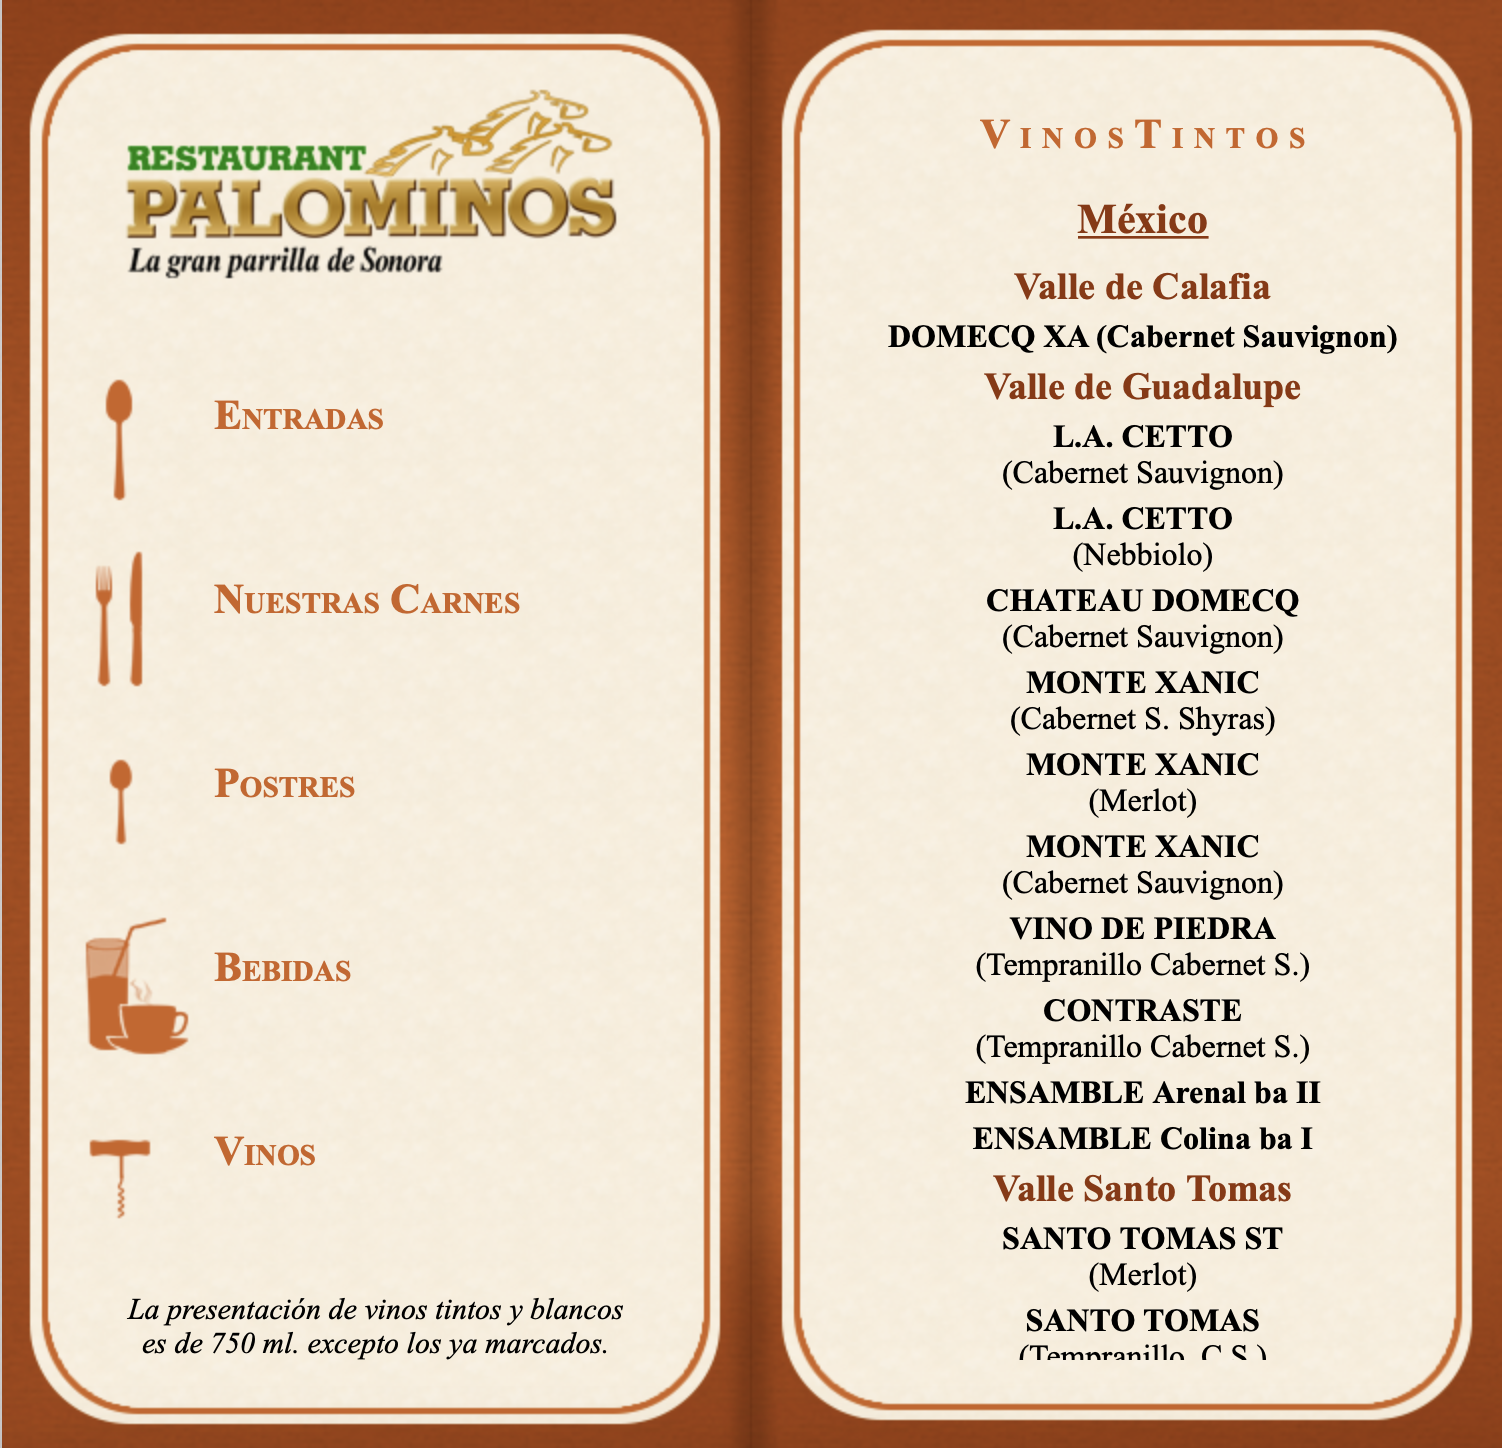 RESTAURANT
PALOMINOS
La gran parrilla de Sonora
ENTRADAS
NUESTRAS CARNES
POSTRES
BEBIDAS
VINOS
La presentación de vinos tintos y blancos
es de 750 ml. excepto los ya marcados.
VINOSTINTOS
México
Valle de Calafia
DOMECQ XA (Cabernet Sauvignon)
Valle de Guadalupe
L.A. CETTO
(Cabernet Sauvignon)
L.A. CETTO
(Nebbiolo)
CHATEAU DOMECQ
(Cabernet Sauvignon)
MONTE XANIC
(Cabernet S. Shyras)
MONTE XANIC
(Merlot)
MONTE XANIC
(Cabernet Sauvignon)
VINO DE PIEDRA
(Tempranillo Cabernet S.)
CONTRASTE
(Tempranillo Cabernet S.)
ENSAMBLE Arenal ba II
ENSAMBLE Colina ba I
Valle Santo Tomas
SANTO TOMAS ST
(Merlot)
SANTO TOMAS
(Tempranillo, C.S.)